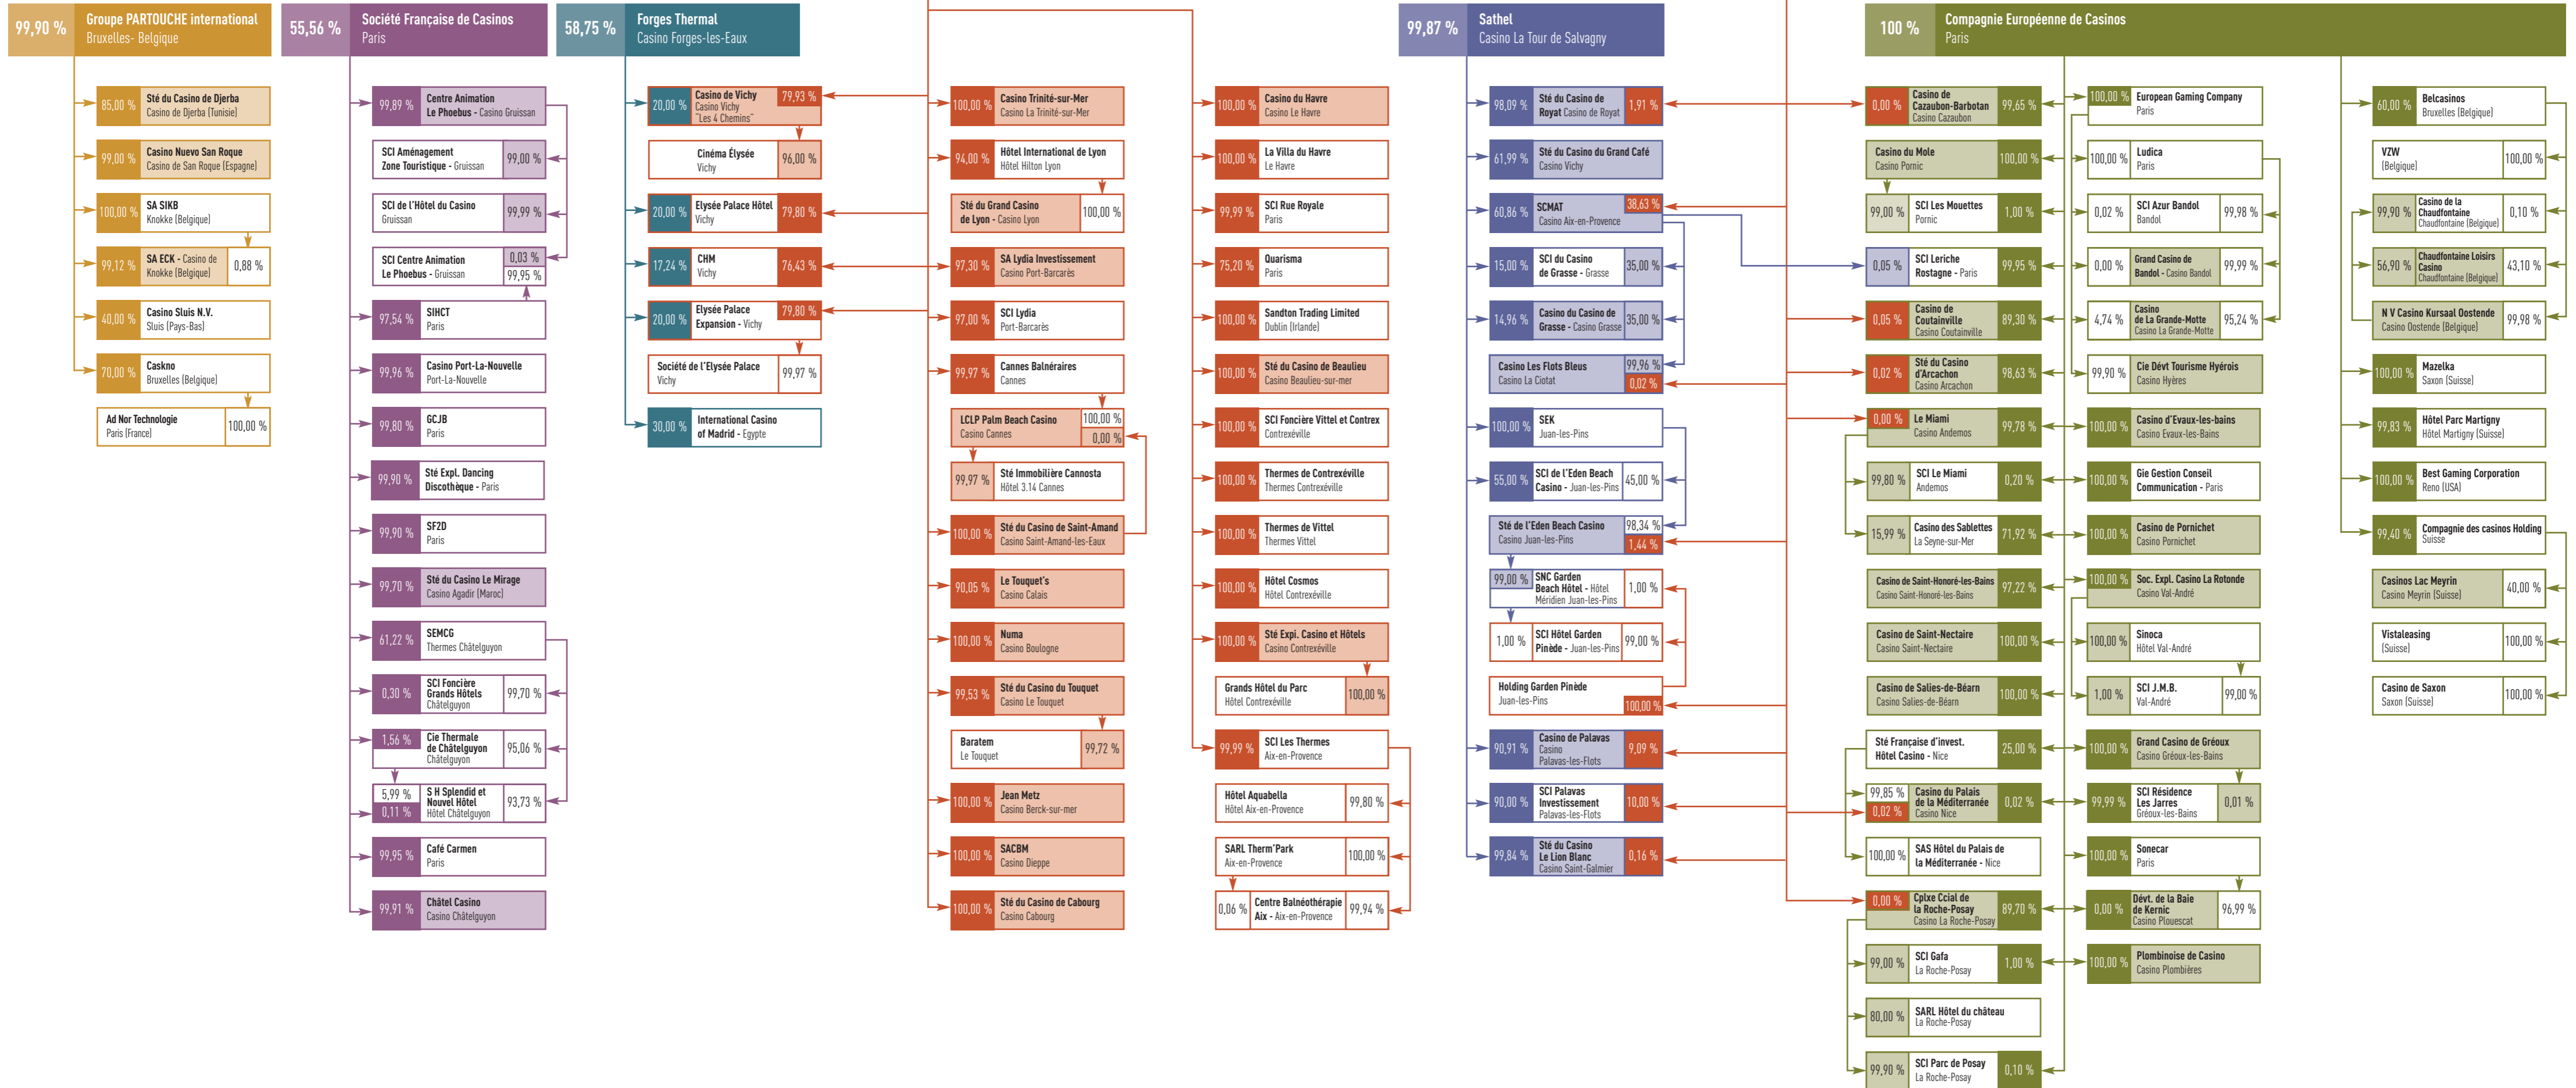 99,90 %
Groupe PARTOUCHE international
Bruxelles- Belgique
85,00 %
Sté du Casino de Djerba
Casino de Djerba (Tunisie)
99,00 %
Casino Nuevo San Roque
Casino de San Roque (Espagne)
100,00 %
SA SIKB
Knokke (Belgique)
99,12 %
SA ECK - Casino de
Knokke (Belgique)
0,88 %
40,00 %
Casino Sluis N.V.
Sluis (Pays-Bas)
70,00 %
Caskno
Bruxelles (Belgique)
Ad Nor Technologie
Paris (France)
100,00 %
55,56 %
Société Française de Casinos
Paris
99,89 %
Centre Animation
Le Phoebus - Casino Gruissan
SCI Aménagement
Zone Touristique - Gruissan
99,00 %
SCI de l'Hôtel du Casino
Gruissan
99,99 %
SCI Centre Animation
Le Phoebus - Gruissan
0,03 %
99,95 %
97,54 %
SIHCT
Paris
99,96 %
Casino Port-La-Nouvelle
Port-La-Nouvelle
99,80 %
GCJB
Paris
99,90 %
Sté Expl. Dancing
Discothèque - Paris
99,90 %
SF2D
Paris
99,70 %
Sté du Casino Le Mirage
Casino Agadir (Maroc)
61,22 %
SEMCG
Thermes Châtelguyon
0,30 %
SCI Foncière
Grands Hôtels
Châtelguyon
99,70 %
1,56 %
Cie Thermale
de Châtelguyon
Châtelguyon
95,06 %
5,99 %
0,11 %
S H Splendid et
Nouvel Hôtel
Hôtel Châtelguyon
93,73 %
99,95 %
Café Carmen
Paris
99,91 %
Châtel Casino
Casino Châtelguyon
58,75 %
Forges Thermal
Casino Forges-les-Eaux
20,00 %
Casino de Vichy
Casino Vichy
"Les 4 Chemins"
79,93 %
Cinéma Élysée
Vichy
96,00 %
20,00 %
Elysée Palace Hôtel
Vichy
79,80 %
17,24 %
CHM
Vichy
76,43 %
20,00 %
Elysée Palace
Expansion - Vichy
79,80 %
Société de l'Elysée Palace
Vichy
99,97 %
30,00 %
International Casino
of Madrid - Egypte
100,00 %
Casino Trinité-sur-Mer
Casino La Trinité-sur-Mer
94,00 %
Hôtel International de Lyon
Hôtel Hilton Lyon
Sté du Grand Casino
de Lyon - Casino Lyon
100,00 %
97,30 %
SA Lydia Investissement
Casino Port-Barcarès
97,00 %
SCI Lydia
Port-Barcarès
99,97 %
Cannes Balnéraires
Cannes
LCLP Palm Beach Casino
Casino Cannes
100,00 %
0,00 %
99,97 %
Sté Immobilière Cannosta
Hôtel 3.14 Cannes
100,00 %
Sté du Casino de Saint-Amand
Casino Saint-Amand-les-Eaux
90,05 %
Le Touquet's
Casino Calais
100,00 %
Numa
Casino Boulogne
99,53 %
Sté du Casino du Touquet
Casino Le Touquet
Baratem
Le Touquet
99,72 %
100,00 %
Jean Metz
Casino Berck-sur-mer
100,00 %
SACBM
Casino Dieppe
100,00 %
Sté du Casino de Cabourg
Casino Cabourg
100,00 %
Casino du Havre
Casino Le Havre
100,00 %
La Villa du Havre
Le Havre
99,99 %
SCI Rue Royale
Paris
75,20 %
Quarisma
Paris
100,00 %
Sandton Trading Limited
Dublin (Irlande)
100,00 %
Sté du Casino de Beaulieu
Casino Beaulieu-sur-mer
100,00 %
SCI Foncière Vittel et Contrex
Contrexéville
100,00 %
Thermes de Contrexéville
Thermes Contrexéville
100,00 %
Thermes de Vittel
Thermes Vittel
100,00 %
Hôtel Cosmos
Hôtel Contrexéville
100,00 %
Sté Expi. Casino et Hôtels
Casino Contrexéville
Grands Hôtel du Parc
Hôtel Contrexéville
100,00 %
99,99 %
SCI Les Thermes
Aix-en-Provence
Hôtel Aquabella
Hôtel Aix-en-Provence
99,80 %
SARL Therm'Park
Aix-en-Provence
100,00 %
0,06 %
Centre Balnéothérapie
Aix - Aix-en-Provence
99,94 %
99,87 %
Sathel
Casino La Tour de Salvagny
98,09 %
Sté du Casino de
Royat Casino de Royat
1,91 %
61,99 %
Sté du Casino du Grand Café
Casino Vichy
60,86 %
SCMAT
Casino Aix-en-Provence
38,63 %
15,00 %
SCI du Casino
de Grasse - Grasse
35,00 %
14,96 %
Casino du Casino de
Grasse - Casino Grasse
35,00 %
Casino Les Flots Bleus
Casino La Ciotat
99,96 %
0,02 %
100,00 %
SEK
Juan-les-Pins
55,00 %
SCI de l'Eden Beach
Casino - Juan-les-Pins
45,00 %
Sté de l'Eden Beach Casino
Casino Juan-les-Pins
98,34 %
1,44 %
99,00 %
SNC Garden
Beach Hôtel - Hôtel
Méridien Juan-les-Pins
1,00 %
1,00 %
SCI Hôtel Garden
Pinède - Juan-les-Pins
99,00 %
Holding Garden Pinède
Juan-les-Pins
100,00 %
90,91 %
Casino de Palavas
Casino
Palavas-les-Flots
9,09 %
90,00 %
SCI Palavas
Investissement
Palavas-les-Flots
10,00 %
99,84 %
Sté du Casino
Le Lion Blanc
Casino Saint-Galmier
0,16 %
100 %
Compagnie Européenne de Casinos
Paris
0,00 %
Casino de
Cazaubon-Barbotan
Casino Cazaubon
99,65 %
Casino du Mole
Casino Pornic
100,00 %
99,00 %
SCI Les Mouettes
Pornic
1,00 %
0,05 %
SCI Leriche
Rostagne - Paris
99,95 %
0,05 %
Casino de
Coutainville
Casino Coutainville
89,30 %
0,02 %
Sté du Casino
d'Arcachon
Casino Arcachon
98,63 %
0,00 %
Le Miami
Casino Andemos
99,78 %
99,80 %
SCI Le Miami
Andemos
0,20 %
15,99 %
Casino des Sablettes
La Seyne-sur-Mer
71,92 %
Casino de Saint-Honoré-les-Bains
Casino Saint-Honoré-les-Bains
97,22 %
Casino de Saint-Nectaire
Casino Saint-Nectaire
100,00 %
Casino de Salies-de-Béarn
Casino Salies-de-Béarn
100,00 %
Sté Française d'invest.
Hôtel Casino - Nice
25,00 %
99,85 %
0,02 %
Casino du Palais
de la Méditerranée
Casino Nice
0,02 %
100,00 %
SAS Hôtel du Palais de
la Méditerranée - Nice
0,00 %
Cplxe Ccial de
la Roche-Posay
Casino La Roche-Posay
89,70 %
99,00 %
SCI Gafa
La Roche-Posay
1,00 %
80,00 %
SARL Hôtel du château
La Roche-Posay
99,90 %
SCI Parc de Posay
La Roche-Posay
0,10 %
100,00 %
European Gaming Company
Paris
100,00 %
Ludica
Paris
0,02 %
SCI Azur Bandol
Bandol
99,98 %
0,00 %
Grand Casino de
Bandol - Casino Bandol
99,99 %
4,74 %
Casino
de La Grande-Motte
Casino La Grande-Motte
95,24 %
99,90 %
Cie Dévt Tourisme Hyérois
Casino Hyères
100,00 %
Casino d'Evaux-les-bains
Casino Evaux-les-Bains
100,00 %
Gie Gestion Conseil
Communication - Paris
100,00 %
Casino de Pornichet
Casino Pornichet
100,00 %
Soc. Expl. Casino La Rotonde
Casino Val-André
100,00 %
Sinoca
Hôtel Val-André
1,00 %
SCI J.M.B.
Val-André
99,00 %
100,00 %
Grand Casino de Gréoux
Casino Gréoux-les-Bains
99,99 %
SCI Résidence
Les Jarres
Gréoux-les-Bains
0,01 %
100,00 %
Sonecar
Paris
0,00 %
Dévt. de la Baie
de Kernic
Casino Plouescat
96,99 %
100,00 %
Plombinoise de Casino
Casino Plombières
60,00 %
Belcasinos
Bruxelles (Belgique)
VZW
(Belgique)
100,00 %
99,90 %
Casino de la
Chaudfontaine
Chaudfontaine (Belgique)
0,10 %
56,90 %
Chaudfontaine Loisirs
Casino
Chaudfontaine (Belgique)
43,10 %
N V Casino Kursaal Oostende
Casino Oostende (Belgique)
99,98 %
100,00 %
Mazelka
Saxon (Suisse)
99,83 %
Hôtel Parc Martigny
Hôtel Martigny (Suisse)
100,00 %
Best Gaming Corporation
Reno (USA)
99,40 %
Compagnie des casinos Holding
Suisse
Casinos Lac Meyrin
Casino Meyrin (Suisse)
40,00 %
Vistaleasing
(Suisse)
100,00 %
Casino de Saxon
Saxon (Suisse)
100,00 %